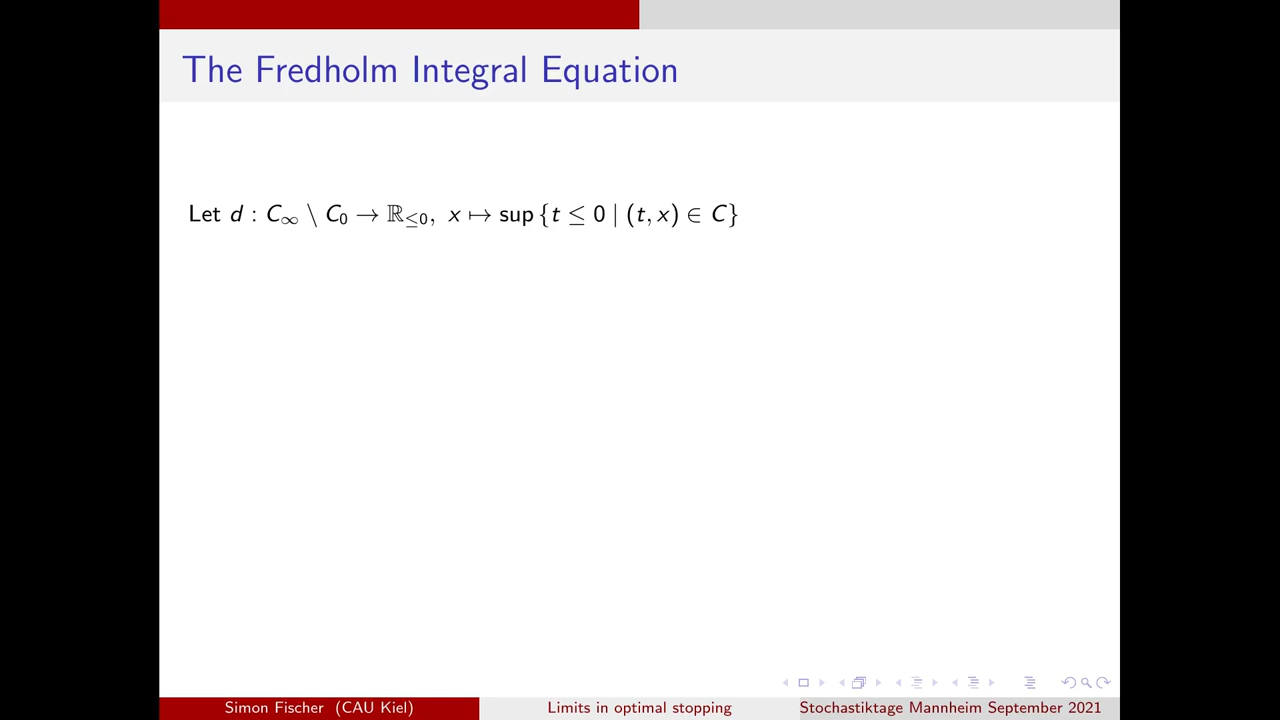 The Fredholm Integral Equation
Let d : C∞ \ C₀ → ℝ≤0, x ↦ sup {t ≤ 0 | (t, x) ∈ C}
Simon Fischer (CAU Kiel) Limits in optimal stopping Stochastiktage Mannheim September 2021